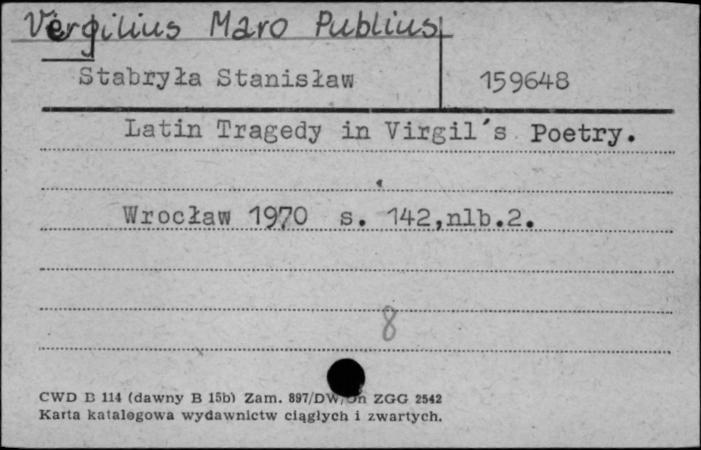 Vergilius Maro Publius
Stabryła Stanisław 159648
Latin Tragedy in Virgil's Poetry.
Wrocław 1970 s. 142,nlb.2.
8
CWD B 114 (dawny B 15b) Zam. 897/DW/ ZGG 2542
Karta katalogowa wydawnictw ciągłych i zwartych.